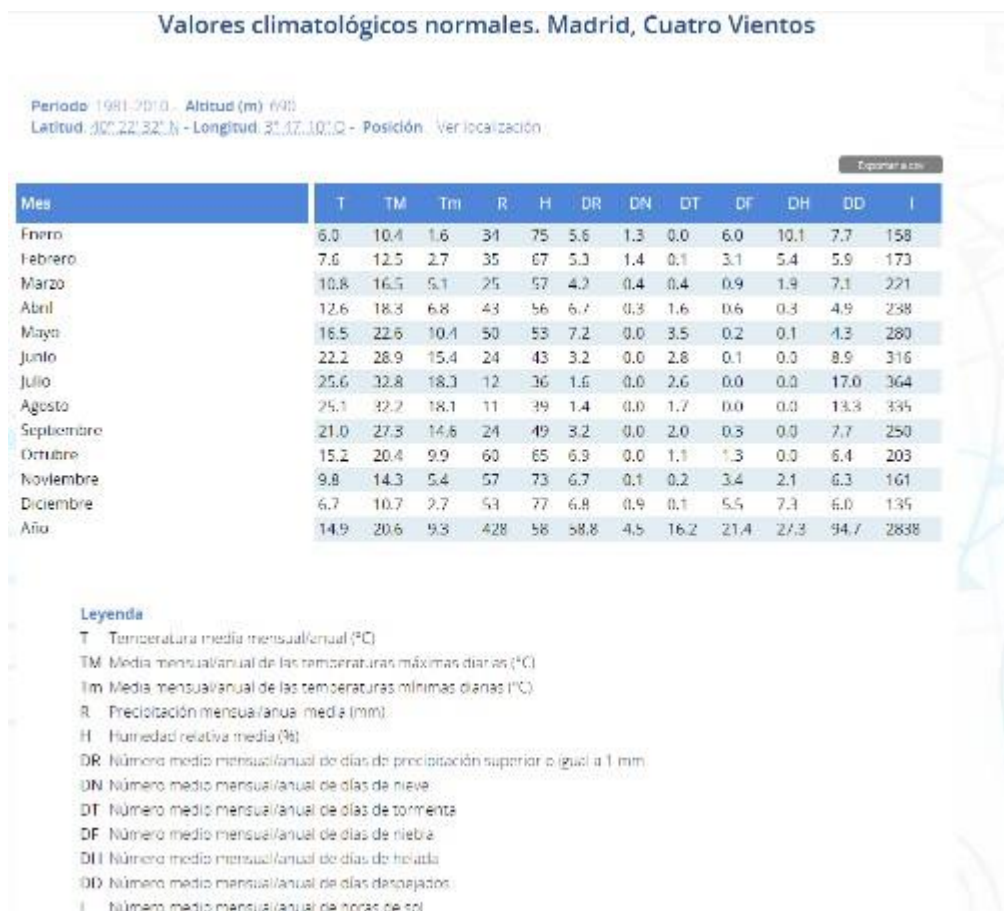 Valores climatológicos normales. Madrid, Cuatro Vientos
Periodo: 1981-2010 - Altitud (m): 690
Latitud: 40° 22' 32" N - Longitud: 3° 47' 10" O - Posición: Ver localización
Exportar a csv
Mes T TM Tm R H DR DN DT DF DH DD I
Enero 6.0 10.4 1.6 34 75 5.6 1.3 0.0 6.0 10.1 7.7 158
Febrero 7.6 12.5 2.7 35 67 5.3 1.4 0.1 3.1 5.4 5.9 173
Marzo 10.8 16.5 5.1 25 57 4.2 0.4 0.4 0.9 1.9 7.1 221
Abril 12.6 18.3 6.8 43 56 6.7 0.3 1.6 0.6 0.3 4.9 238
Mayo 16.5 22.6 10.4 50 53 7.2 0.0 3.5 0.2 0.1 4.3 280
Junio 22.2 28.9 15.4 24 43 3.2 0.0 2.8 0.1 0.0 8.9 316
Julio 25.6 32.8 18.3 12 36 1.6 0.0 2.6 0.0 0.0 17.0 364
Agosto 25.1 32.2 18.1 11 39 1.4 0.0 1.7 0.0 0.0 13.3 335
Septiembre 21.0 27.3 14.6 24 49 3.2 0.0 2.0 0.3 0.0 7.7 250
Octubre 15.2 20.4 9.9 60 65 6.9 0.0 1.1 1.3 0.0 6.4 203
Noviembre 9.8 14.3 5.4 57 73 6.7 0.1 0.2 3.4 2.1 6.3 161
Diciembre 6.7 10.7 2.7 53 77 6.8 0.9 0.1 5.5 7.3 6.0 135
Año 14.9 20.6 9.3 428 58 58.8 4.5 16.2 21.4 27.3 94.7 2838
Leyenda
T Temperatura media mensual/anual (°C)
TM Media mensual/anual de las temperaturas máximas diarias (°C)
Tm Media mensual/anual de las temperaturas mínimas diarias (°C)
R Precipitación mensual/anual media (mm)
H Humedad relativa media (%)
DR Número medio mensual/anual de días de precipitación superior o igual a 1 mm
DN Número medio mensual/anual de días de nieve
DT Número medio mensual/anual de días de tormenta
DF Número medio mensual/anual de días de niebla
DH Número medio mensual/anual de días de helada
DD Número medio mensual/anual de días despejados
I Número medio mensual/anual de horas de sol